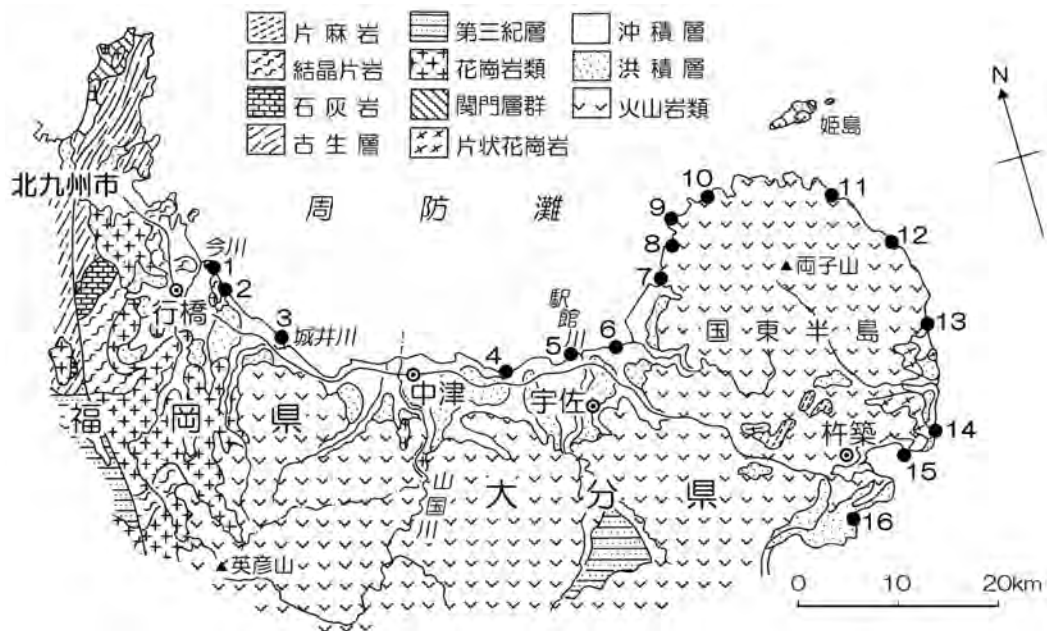 片麻岩
結晶片岩
石灰岩
古生層
第三紀層
花崗岩類
関門層群
片状花崗岩
沖積層
洪積層
火山岩類
N
姫島
北九州市
周防灘
今川
行橋
城井川
駅館川
中津
宇佐
国東半島
両子山
杵築
福岡県
大分県
山国川
英彦山
1
2
3
4
5
6
7
8
9
10
11
12
13
14
15
16
0 10 20km